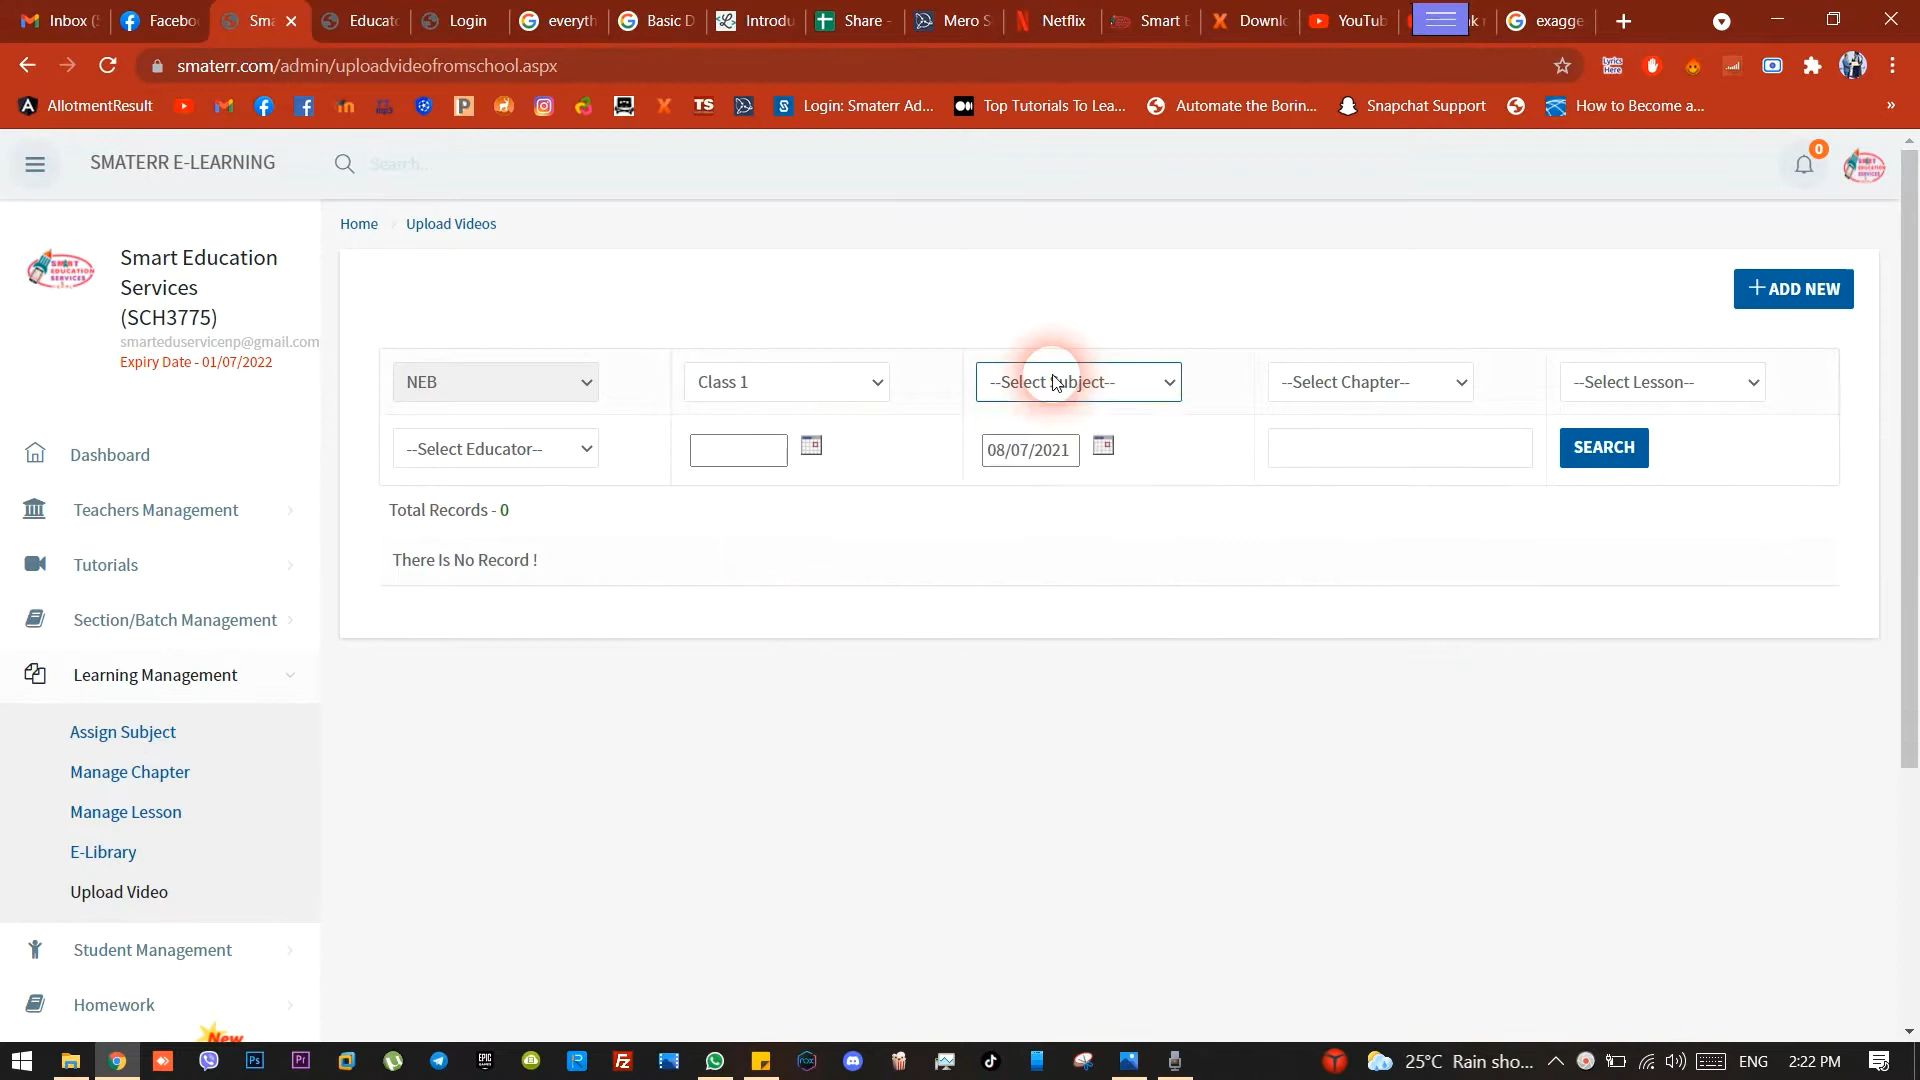 Inbox (
Facebo
Sma
Educat
Login
everyth
Basic D
Introdu
Share -
Mero S
Netflix
Smart E
Downlo
YouTub
exagge
smaterr.com/admin/uploadvideofromschool.aspx
AllotmentResult
Login: Smaterr Ad...
Top Tutorials To Lea...
Automate the Borin...
Snapchat Support
How to Become a...
SMATERR E-LEARNING
Search...
0
Home
Upload Videos
Smart Education
Services
(SCH3775)
smarteduservicenp@gmail.com
Expiry Date - 01/07/2022
+ ADD NEW
NEB
Class 1
--Select Subject--
--Select Chapter--
--Select Lesson--
--Select Educator--
08/07/2021
SEARCH
Total Records - 0
There Is No Record !
Dashboard
Teachers Management
Tutorials
Section/Batch Management
Learning Management
Assign Subject
Manage Chapter
Manage Lesson
E-Library
Upload Video
Student Management
Homework
New
25°C Rain sho...
ENG
2:22 PM